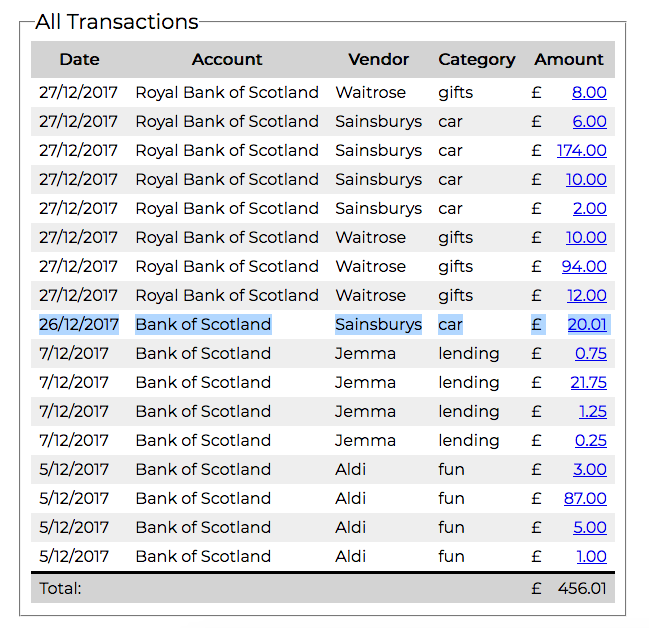 All Transactions
Date Account Vendor Category Amount
27/12/2017 Royal Bank of Scotland Waitrose gifts £ 8.00
27/12/2017 Royal Bank of Scotland Sainsburys car £ 6.00
27/12/2017 Royal Bank of Scotland Sainsburys car £ 174.00
27/12/2017 Royal Bank of Scotland Sainsburys car £ 10.00
27/12/2017 Royal Bank of Scotland Sainsburys car £ 2.00
27/12/2017 Royal Bank of Scotland Waitrose gifts £ 10.00
27/12/2017 Royal Bank of Scotland Waitrose gifts £ 94.00
27/12/2017 Royal Bank of Scotland Waitrose gifts £ 12.00
26/12/2017 Bank of Scotland Sainsburys car £ 20.01
7/12/2017 Bank of Scotland Jemma lending £ 0.75
7/12/2017 Bank of Scotland Jemma lending £ 21.75
7/12/2017 Bank of Scotland Jemma lending £ 1.25
7/12/2017 Bank of Scotland Jemma lending £ 0.25
5/12/2017 Bank of Scotland Aldi fun £ 3.00
5/12/2017 Bank of Scotland Aldi fun £ 87.00
5/12/2017 Bank of Scotland Aldi fun £ 5.00
5/12/2017 Bank of Scotland Aldi fun £ 1.00
Total: £ 456.01